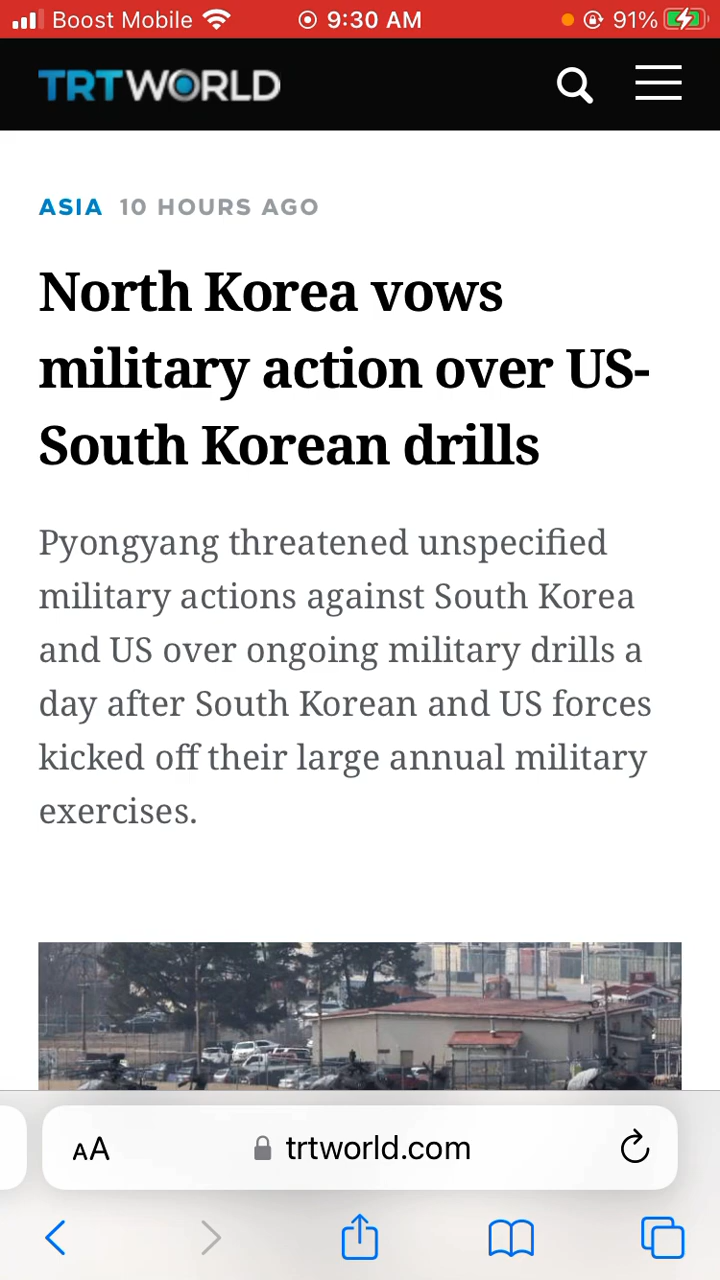 Boost Mobile 9:30 AM 91%
TRTWORLD
ASIA 10 HOURS AGO
North Korea vows
military action over US-
South Korean drills
Pyongyang threatened unspecified
military actions against South Korea
and US over ongoing military drills a
day after South Korean and US forces
kicked off their large annual military
exercises.
AA trtworld.com